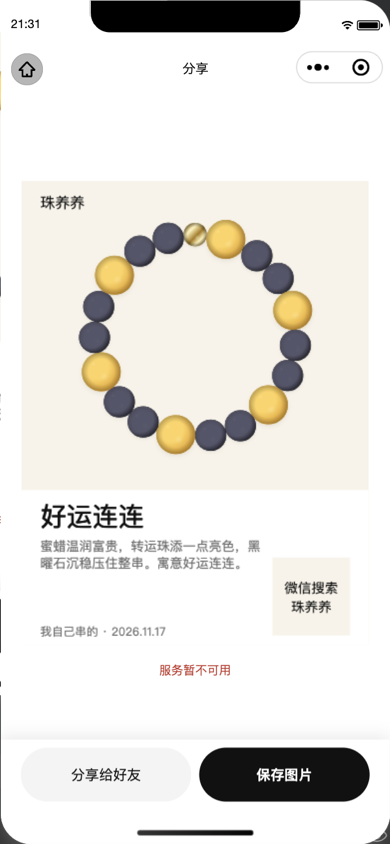 21:31
分享
珠养养
好运连连
蜜蜡温润富贵，转运珠添一点亮色，黑
曜石沉稳压住整串。寓意好运连连。
微信搜索
珠养养
我自己串的 · 2026.11.17
服务暂不可用
分享给好友
保存图片